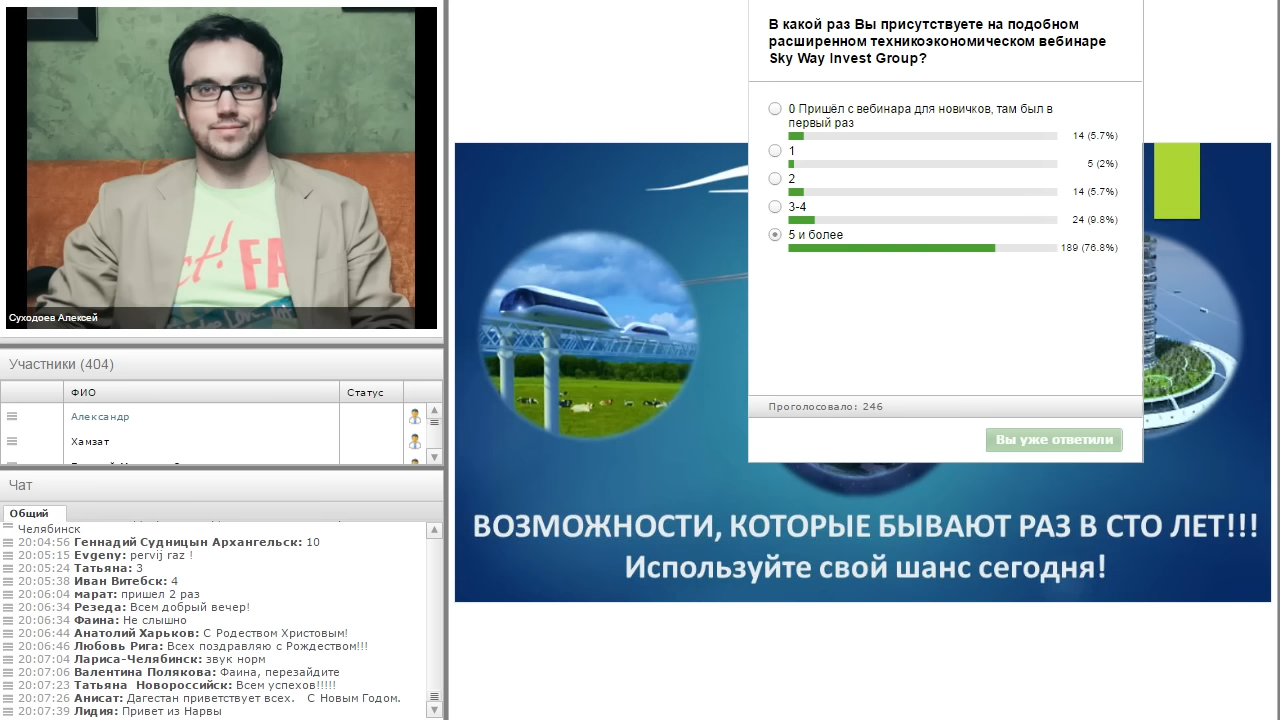 ct! FA
Суходоев Алексей
Участники (404)
ФИО
Статус
Александр
Хамзат
Чат
Общий
Челябинск
20:04:56 Геннадий Судницын Архангельск: 10
20:05:15 Evgeny: pervij raz !
20:05:24 Татьяна: 3
20:05:38 Иван Витебск: 4
20:06:04 марат: пришел 2 раз
20:06:34 Резеда: Всем добрый вечер!
20:06:34 Фаина: Не слышно
20:06:44 Анатолий Харьков: С Родеством Христовым!
20:06:46 Любовь Рига: Всех поздравляю с Рождеством!!!
20:07:04 Лариса-Челябинск: звук норм
20:07:06 Валентина Полякова: Фаина, перезайдите
20:07:23 Татьяна Новороссийск: Всем успехов!!!!!
20:07:26 Анисат: Дагестан приветствует всех. С Новым Годом.
20:07:39 Лидия: Привет из Нарвы
В какой раз Вы присутствуете на подобном
расширенном техникоэкономическом вебинаре
Sky Way Invest Group?
0 Пришёл с вебинара для новичков, там был в
первый раз
14 (5.7%)
1
5 (2%)
2
14 (5.7%)
3-4
24 (9.8%)
5 и более
189 (76.8%)
Проголосовало: 246
Вы уже ответили
ВОЗМОЖНОСТИ, КОТОРЫЕ БЫВАЮТ РАЗ В СТО ЛЕТ!!!
Используйте свой шанс сегодня!